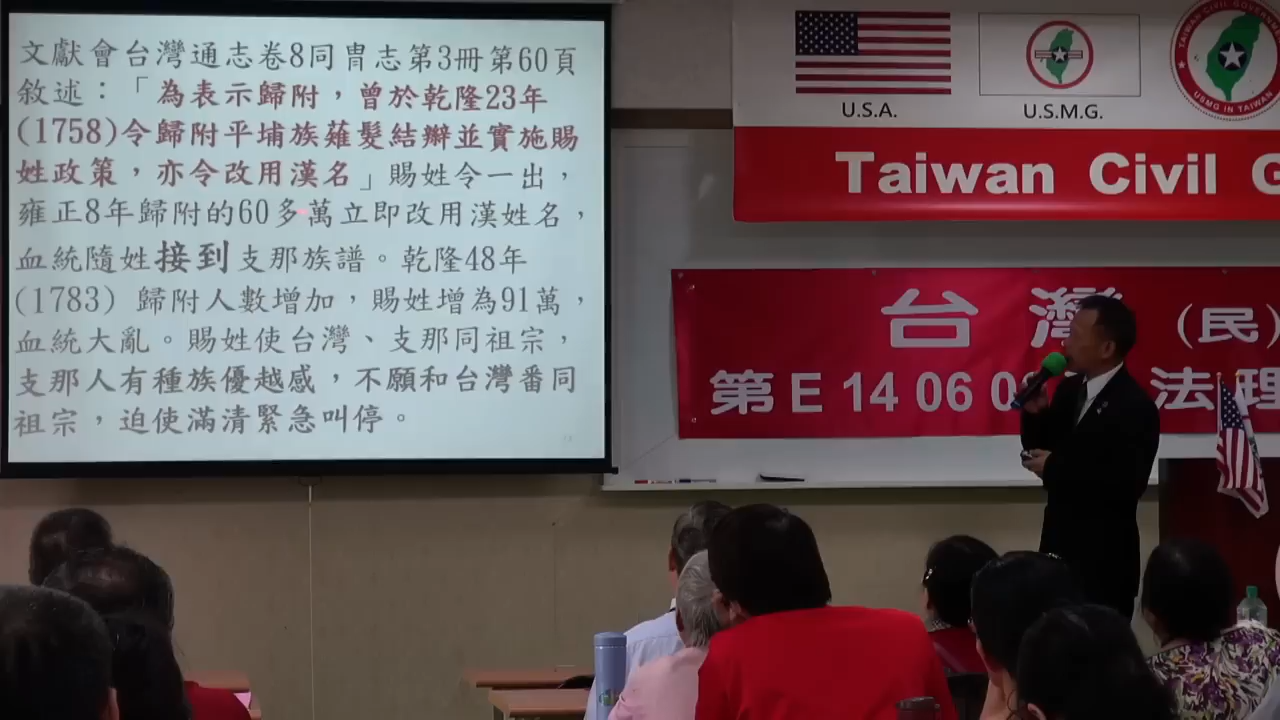 文獻會台灣通志卷8同冑志第3冊第60頁
敘述：「為表示歸附，曾於乾隆23年
(1758)令歸附平埔族薙髮結辮並實施賜
姓政策，亦令改用漢名」賜姓令一出，
雍正8年歸附的60多萬立即改用漢姓名，
血統隨姓接到支那族譜。乾隆48年
(1783) 歸附人數增加，賜姓增為91萬，
血統大亂。賜姓使台灣、支那同祖宗，
支那人有種族優越感，不願和台灣番同
祖宗，迫使滿清緊急叫停。
U.S.A.
U.S.M.G.
TAIWAN CIVIL GOVERN
USMG IN TAIWAN
Taiwan Civil G
台灣 (民)
第E 14 06 0 法理